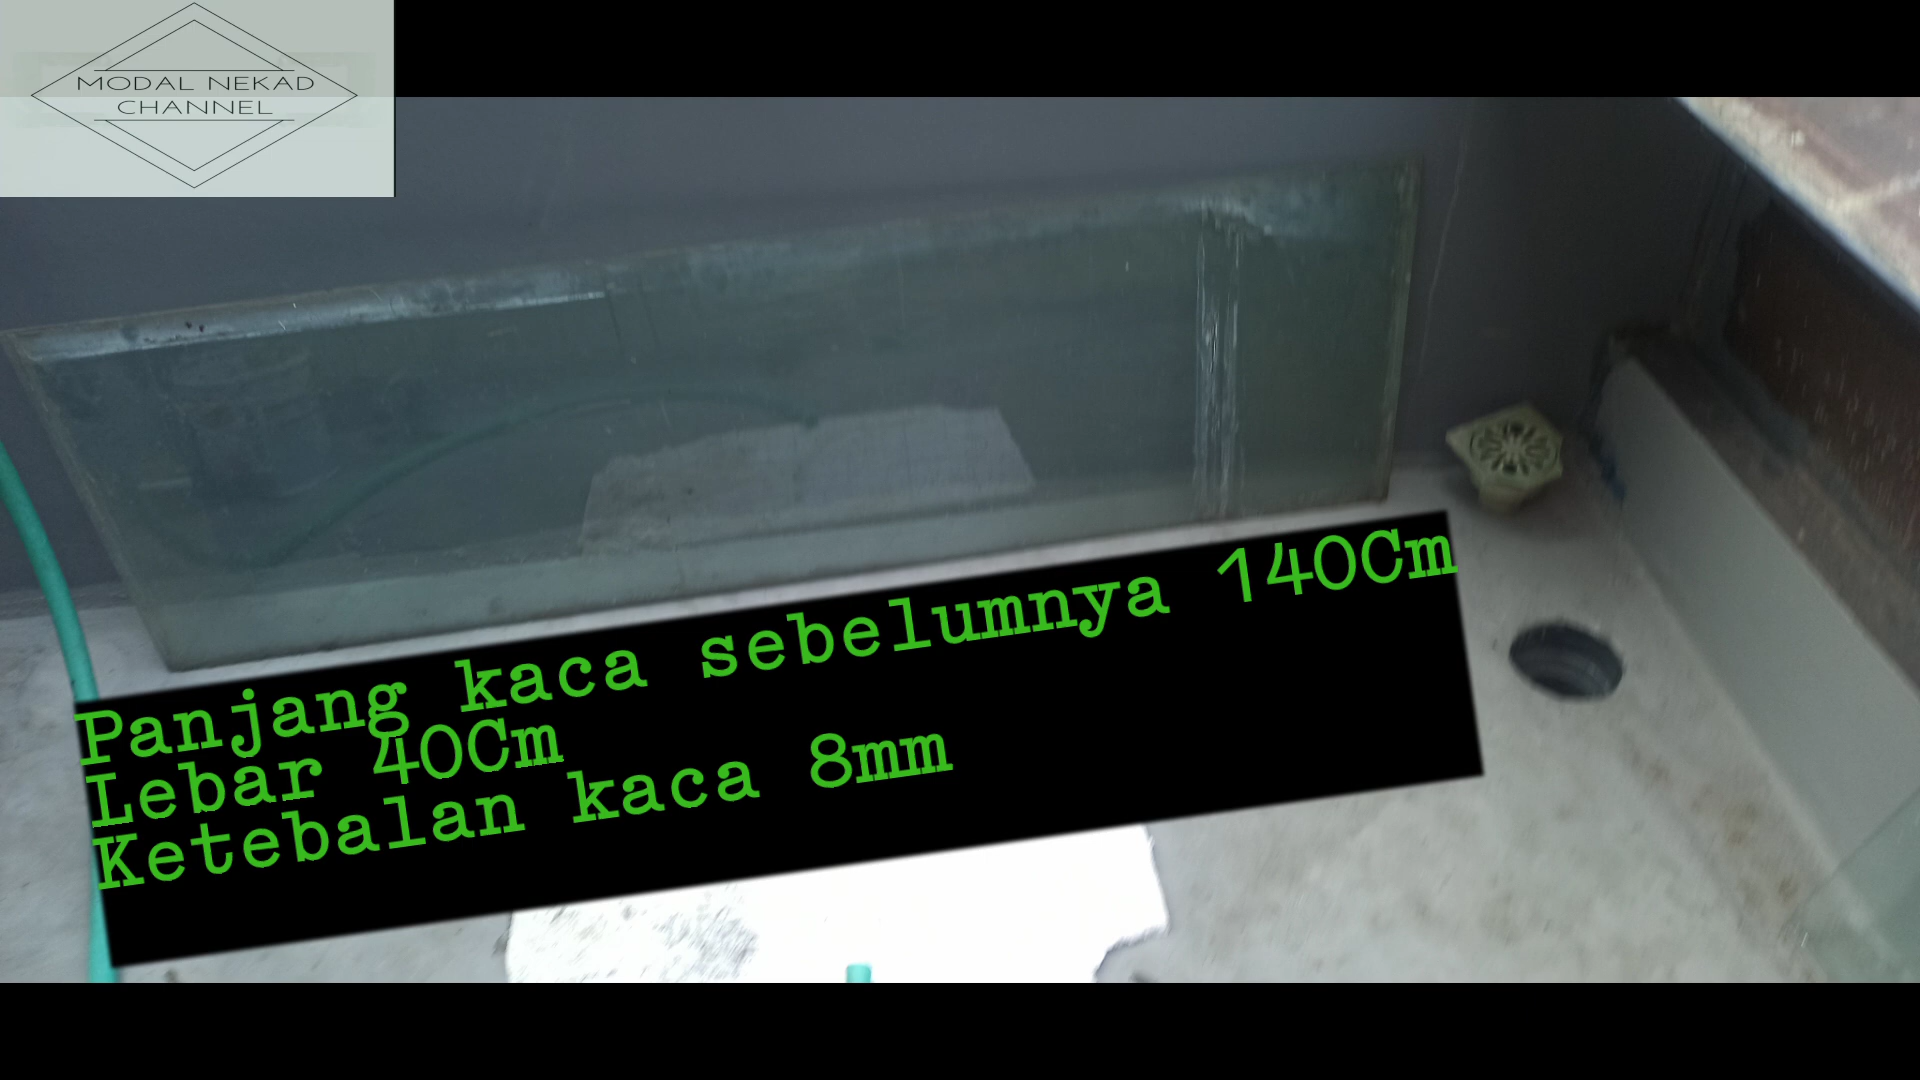 MODAL NEKAD
CHANNEL
Panjang kaca sebelumnya 140Cm
Lebar 40Cm
Ketebalan kaca 8mm